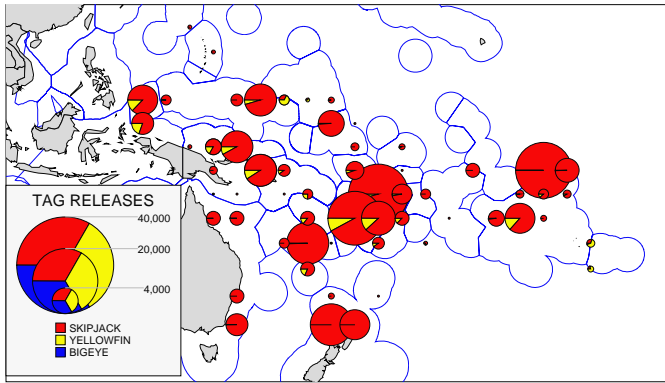 TAG RELEASES
40,000
20,000
4,000
SKIPJACK
YELLOWFIN
BIGEYE